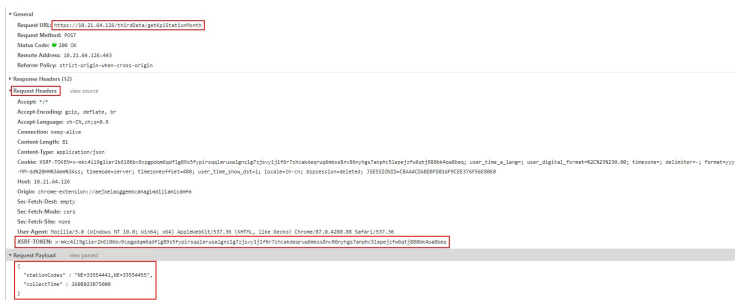 ▾ General
Request URL: https://10.21.64.126/thirdData/getKpiStationMonth
Request Method: POST
Status Code: 200 OK
Remote Address: 10.21.64.126:443
Referrer Policy: strict-origin-when-cross-origin
▸ Response Headers (12)
▾ Request Headers view source
Accept: */*
Accept-Encoding: gzip, deflate, br
Accept-Language: zh-CN,zh;q=0.9
Connection: keep-alive
Content-Length: 81
Content-Type: application/json
Host: 10.21.64.126
Origin: chrome-extension://aejoelaoggembcahagimdiliamlcdmfm
Sec-Fetch-Dest: empty
Sec-Fetch-Mode: cors
Sec-Fetch-Site: none
User-Agent: Mozilla/5.0 (Windows NT 10.0; Win64; x64) AppleWebKit/537.36 (KHTML, like Gecko) Chrome/87.0.4280.88 Safari/537.36
XSRF-TOKEN:
▾ Request Payload view parsed
{
"stationCodes" : "NE=33554441,NE=33554455",
"collectTime" : 1608023875000
}